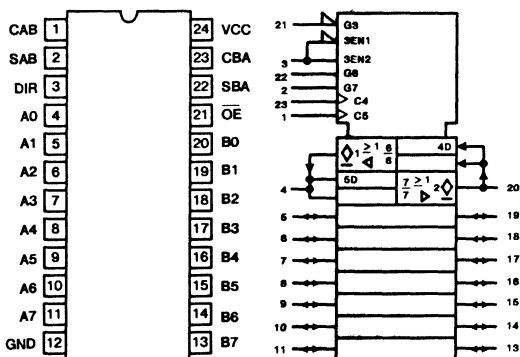 CAB 1 24 VCC
SAB 2 23 CBA
DIR 3 22 SBA
A0 4 21 OE
A1 5 20 B0
A2 6 19 B1
A3 7 18 B2
A4 8 17 B3
A5 9 16 B4
A6 10 15 B5
A7 11 14 B6
GND 12 13 B7
21 G3
3EN1
3 3EN2
22 G6
2 G7
23 C4
1 C5
1 ≥1 6 4D
6
4 5D 7 ≥1 2 20
7
5 19
6 18
7 17
8 16
9 15
10 14
11 13